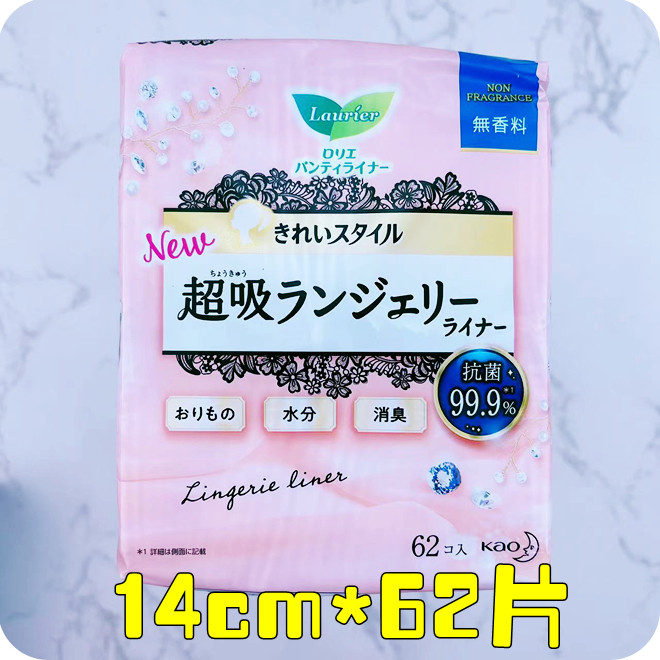 NON
FRAGRANCE
無香料
Laurier
ロリエ
パンティライナー
New
きれいスタイル
ちょうきゅう
超吸ランジェリー
ライナー
抗菌
99.9%*1
おりもの 水分 消臭
Lingerie liner
*1 詳細は側面に記載
62コ入 Kao
14cm*62片